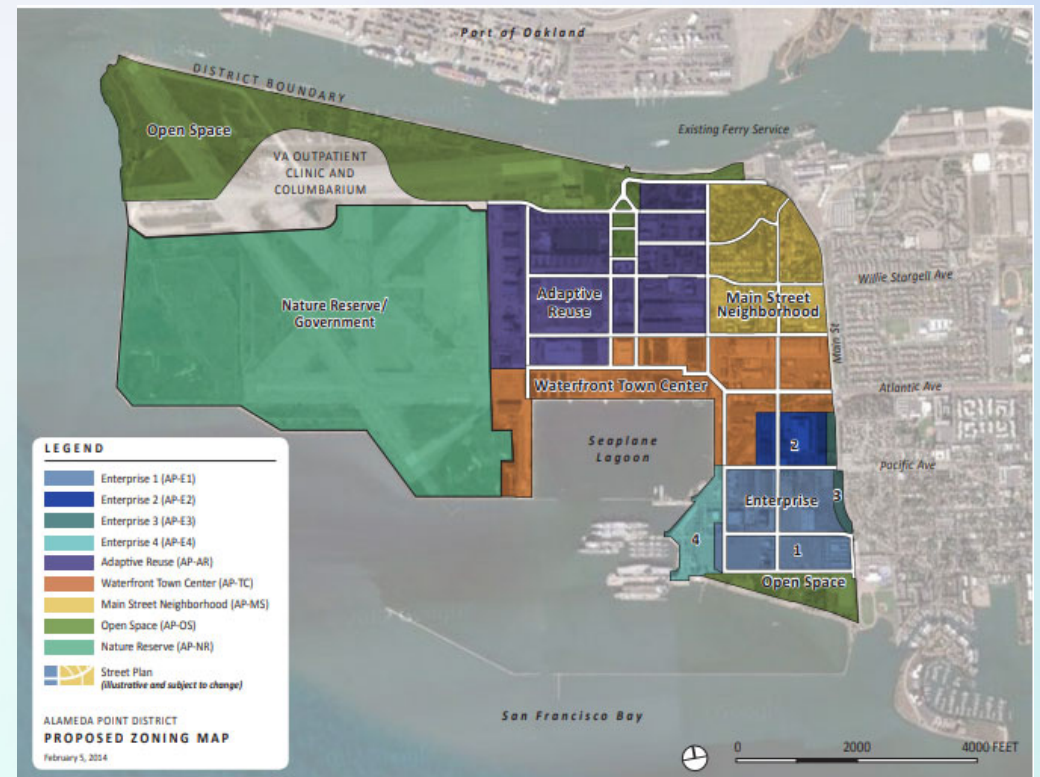 Port of Oakland
DISTRICT BOUNDARY
Open Space
Existing Ferry Service
VA OUTPATIENT
CLINIC AND
COLUMBARIUM
Willie Stargell Ave
Nature Reserve/
Government
Adaptive
Reuse
Main Street
Neighborhood
Main St
Waterfront Town Center
Atlantic Ave
Seaplane
Lagoon
2
Pacific Ave
Enterprise
3
4
1
Open Space
LEGEND
Enterprise 1 (AP-E1)
Enterprise 2 (AP-E2)
Enterprise 3 (AP-E3)
Enterprise 4 (AP-E4)
Adaptive Reuse (AP-AR)
Waterfront Town Center (AP-TC)
Main Street Neighborhood (AP-MS)
Open Space (AP-OS)
Nature Reserve (AP-NR)
Street Plan
(illustrative and subject to change)
ALAMEDA POINT DISTRICT
PROPOSED ZONING MAP
February 5, 2014
San Francisco Bay
0 2000 4000 FEET